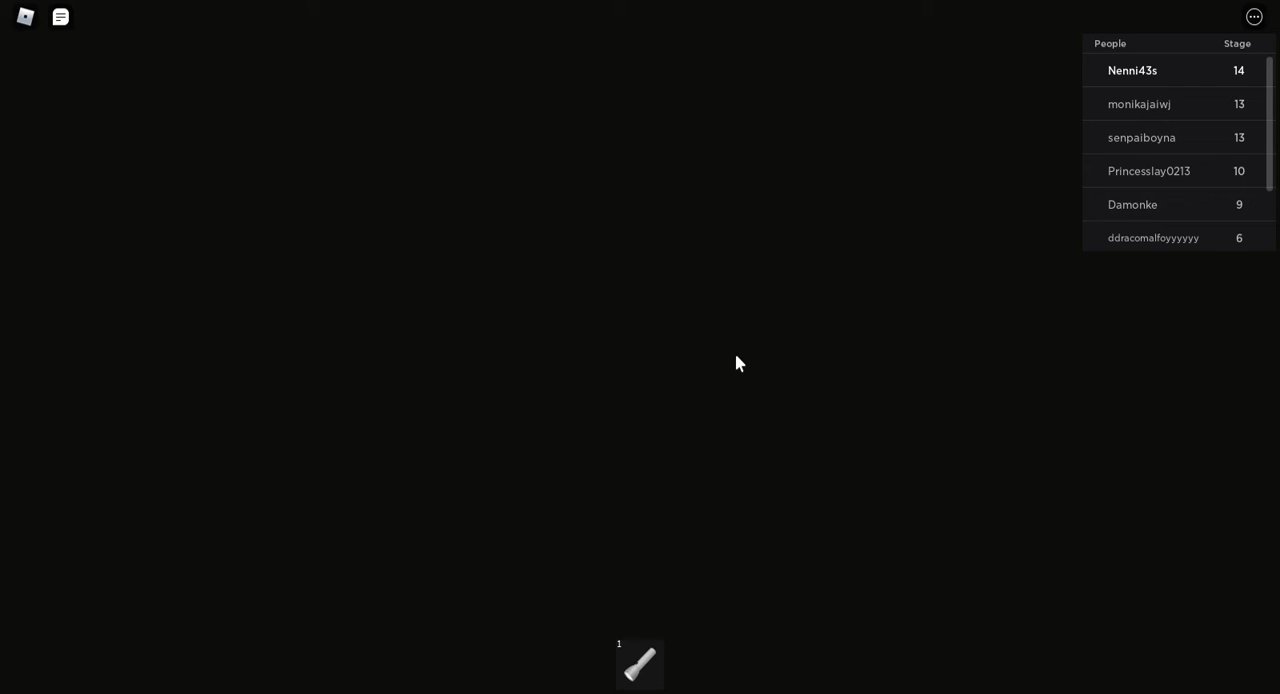 People Stage
Nenni43s 14
monikajaiwj 13
senpaiboyna 13
Princesslay0213 10
Damonke 9
ddracomalfoyyyyyy 6
1